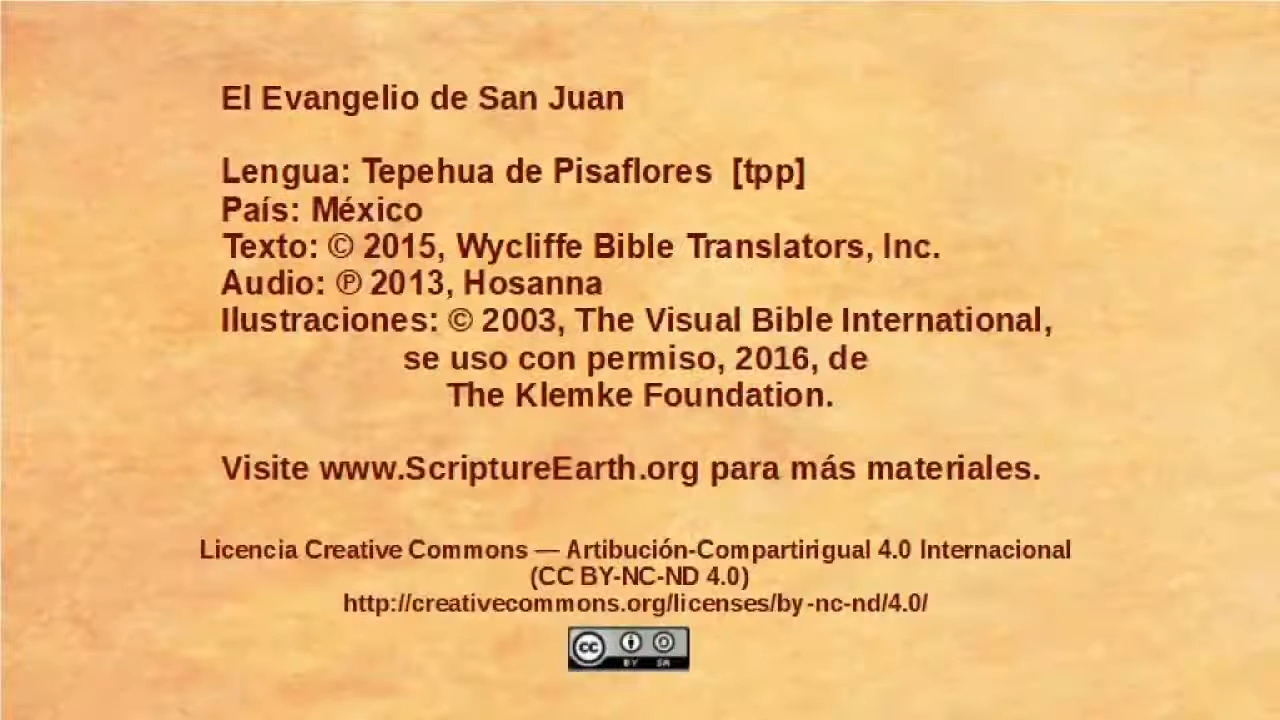 El Evangelio de San Juan
Lengua: Tepehua de Pisaflores [tpp]
País: México
Texto: © 2015, Wycliffe Bible Translators, Inc.
Audio: ℗ 2013, Hosanna
Ilustraciones: © 2003, The Visual Bible International,
se uso con permiso, 2016, de
The Klemke Foundation.
Visite www.ScriptureEarth.org para más materiales.
Licencia Creative Commons — Artibución-Compartirigual 4.0 Internacional
(CC BY-NC-ND 4.0)
http://creativecommons.org/licenses/by-nc-nd/4.0/
cc BY SA